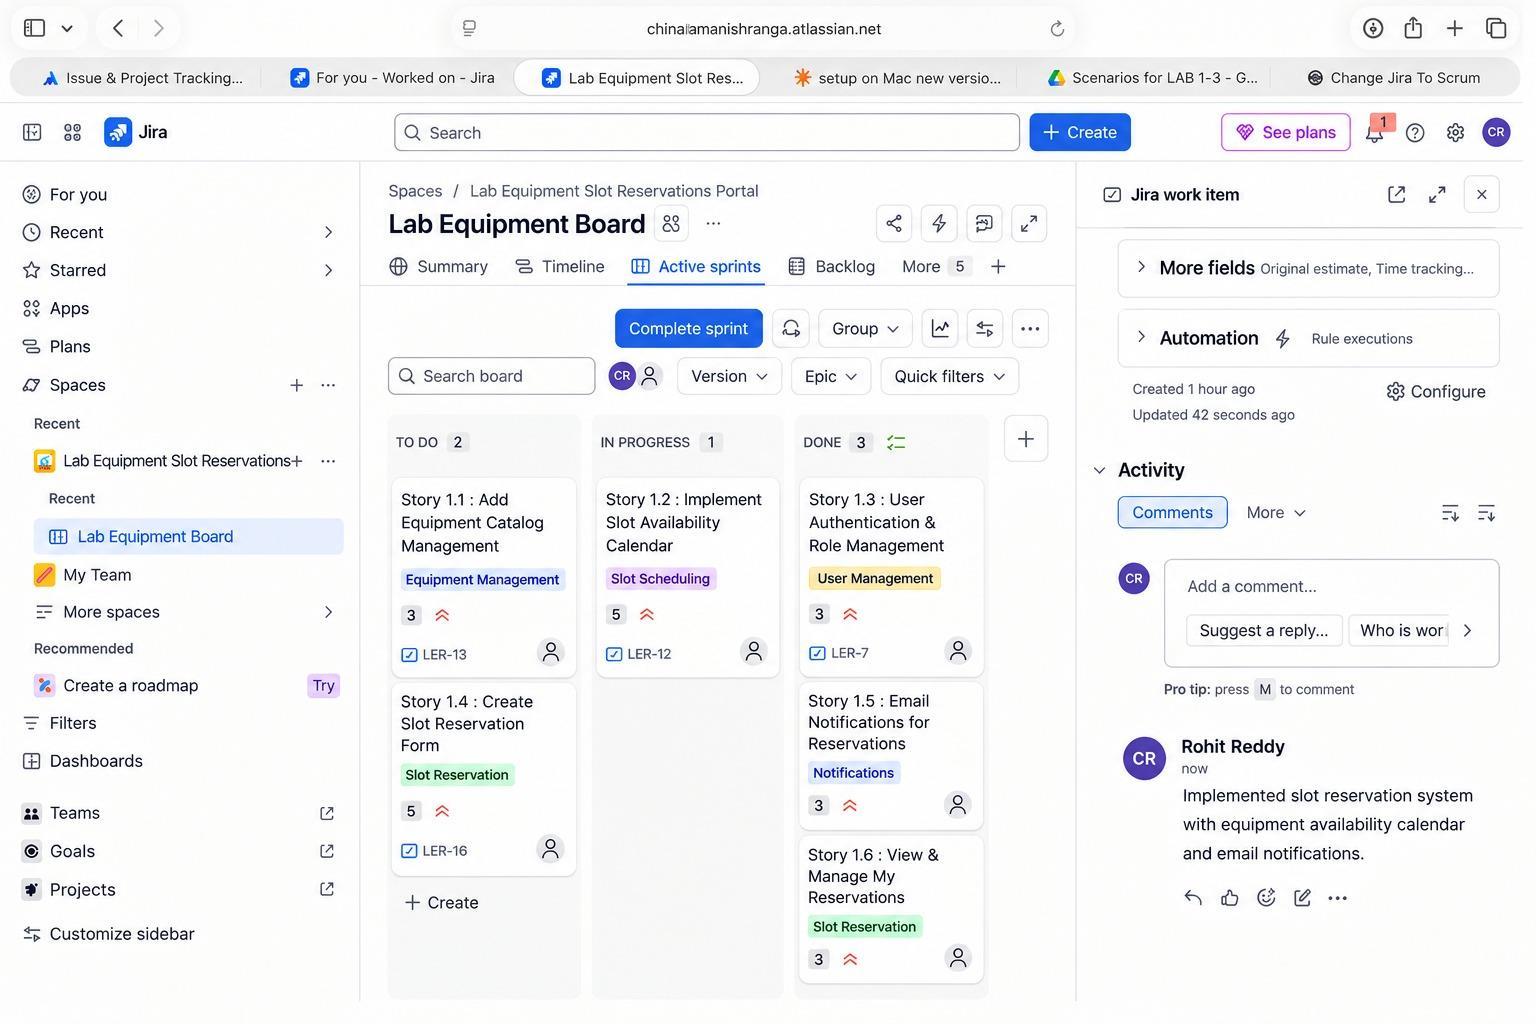 chinalamanishranga.atlassian.net
Issue & Project Tracking...
For you - Worked on - Jira
Lab Equipment Slot Res...
setup on Mac new versio...
Scenarios for LAB 1-3 - G...
Change Jira To Scrum
Jira
Search
+ Create
See plans
1
CR
For you
Recent
Starred
Apps
Plans
Spaces
Recent
Lab Equipment Slot Reservations
Recent
Lab Equipment Board
My Team
More spaces
Recommended
Create a roadmap
Try
Filters
Dashboards
Teams
Goals
Projects
Customize sidebar
Spaces / Lab Equipment Slot Reservations Portal
Lab Equipment Board
Summary
Timeline
Active sprints
Backlog
More 5
Complete sprint
Group
Search board
CR
Version
Epic
Quick filters
TO DO 2
Story 1.1 : Add
Equipment Catalog
Management
Equipment Management
3
LER-13
Story 1.4 : Create
Slot Reservation
Form
Slot Reservation
5
LER-16
+ Create
IN PROGRESS 1
Story 1.2 : Implement
Slot Availability
Calendar
Slot Scheduling
5
LER-12
DONE 3
Story 1.3 : User
Authentication &
Role Management
User Management
3
LER-7
Story 1.5 : Email
Notifications for
Reservations
Notifications
3
Story 1.6 : View &
Manage My
Reservations
Slot Reservation
3
Jira work item
More fields Original estimate, Time tracking...
Automation Rule executions
Created 1 hour ago
Configure
Updated 42 seconds ago
Activity
Comments
More
CR
Add a comment...
Suggest a reply...
Who is wor
Pro tip: press M to comment
CR
Rohit Reddy
now
Implemented slot reservation system
with equipment availability calendar
and email notifications.